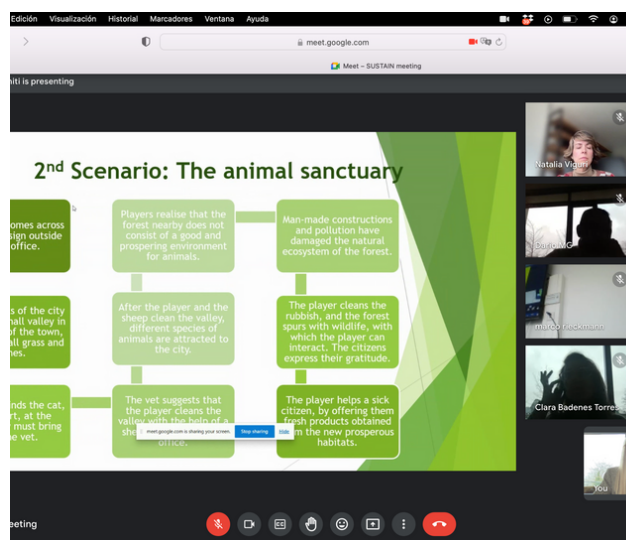 Edición Visualización Historial Marcadores Ventana Ayuda
meet.google.com
Meet – SUSTAIN meeting
niti is presenting
2nd Scenario: The animal sanctuary
omes across
sign outside
office.
Players realise that the
forest nearby does not
consist of a good and
prospering environment
for animals.
Man-made constructions
and pollution have
damaged the natural
ecosystem of the forest.
s of the city
nall valley in
of the town,
all grass and
nes.
After the player and the
sheep clean the valley,
different species of
animals are attracted to
the city.
The player cleans the
rubbish, and the forest
spurs with wildlife, with
which the player can
interact. The citizens
express their gratitude.
nds the cat,
rt, at the
must bring
e vet.
The vet suggests that
the player cleans the
valley with the help of a
she
office.
The player helps a sick
citizen, by offering them
fresh products obtained
m the new prosperous
habitats.
meet.google.com is sharing your screen. Stop sharing Hide
Natalia Vigani
Dario MC
marco rieckmann
Clara Badenes Torres
You
eeting